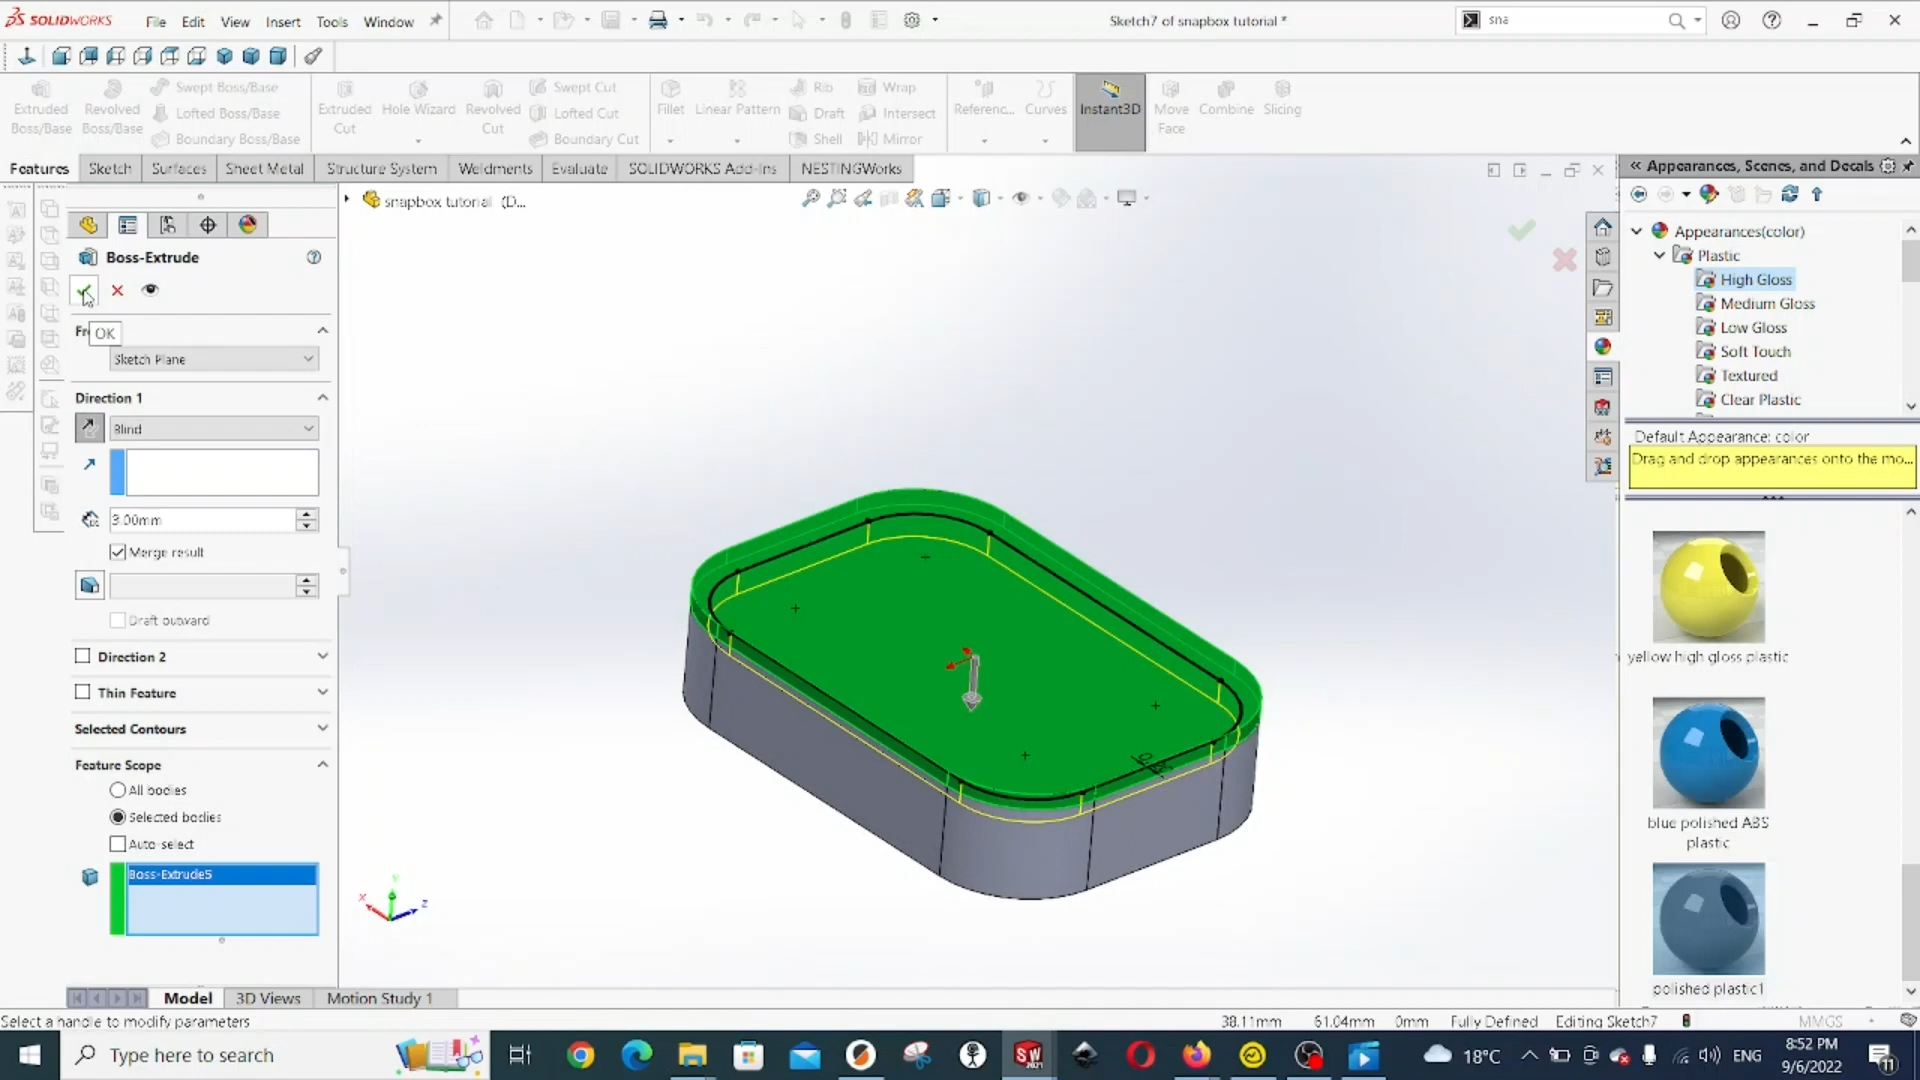 SOLIDWORKS
File Edit View Insert Tools Window
Sketch7 of snapbox tutorial *
sna
Extruded Boss/Base
Revolved Boss/Base
Swept Boss/Base
Lofted Boss/Base
Boundary Boss/Base
Extruded Cut
Hole Wizard
Revolved Cut
Swept Cut
Lofted Cut
Boundary Cut
Fillet
Linear Pattern
Rib
Draft
Shell
Wrap
Intersect
Mirror
Referenc...
Curves
Instant3D
Move Face
Combine
Slicing
Features Sketch Surfaces Sheet Metal Structure System Weldments Evaluate SOLIDWORKS Add-Ins NESTINGWorks
snapbox tutorial (D...
Boss-Extrude
OK
Sketch Plane
Direction 1
Blind
3.00mm
Merge result
Draft outward
Direction 2
Thin Feature
Selected Contours
Feature Scope
All bodies
Selected bodies
Auto-select
Boss-Extrude5
Appearances, Scenes, and Decals
Appearances(color)
Plastic
High Gloss
Medium Gloss
Low Gloss
Soft Touch
Textured
Clear Plastic
Default Appearance: color
Drag and drop appearances onto the mo...
yellow high gloss plastic
blue polished ABS
plastic
polished plastic1
Model 3D Views Motion Study 1
Select a handle to modify parameters
38.11mm 61.04mm 0mm Fully Defined Editing Sketch7 MMGS
Type here to search
18°C
ENG
8:52 PM
9/6/2022
11